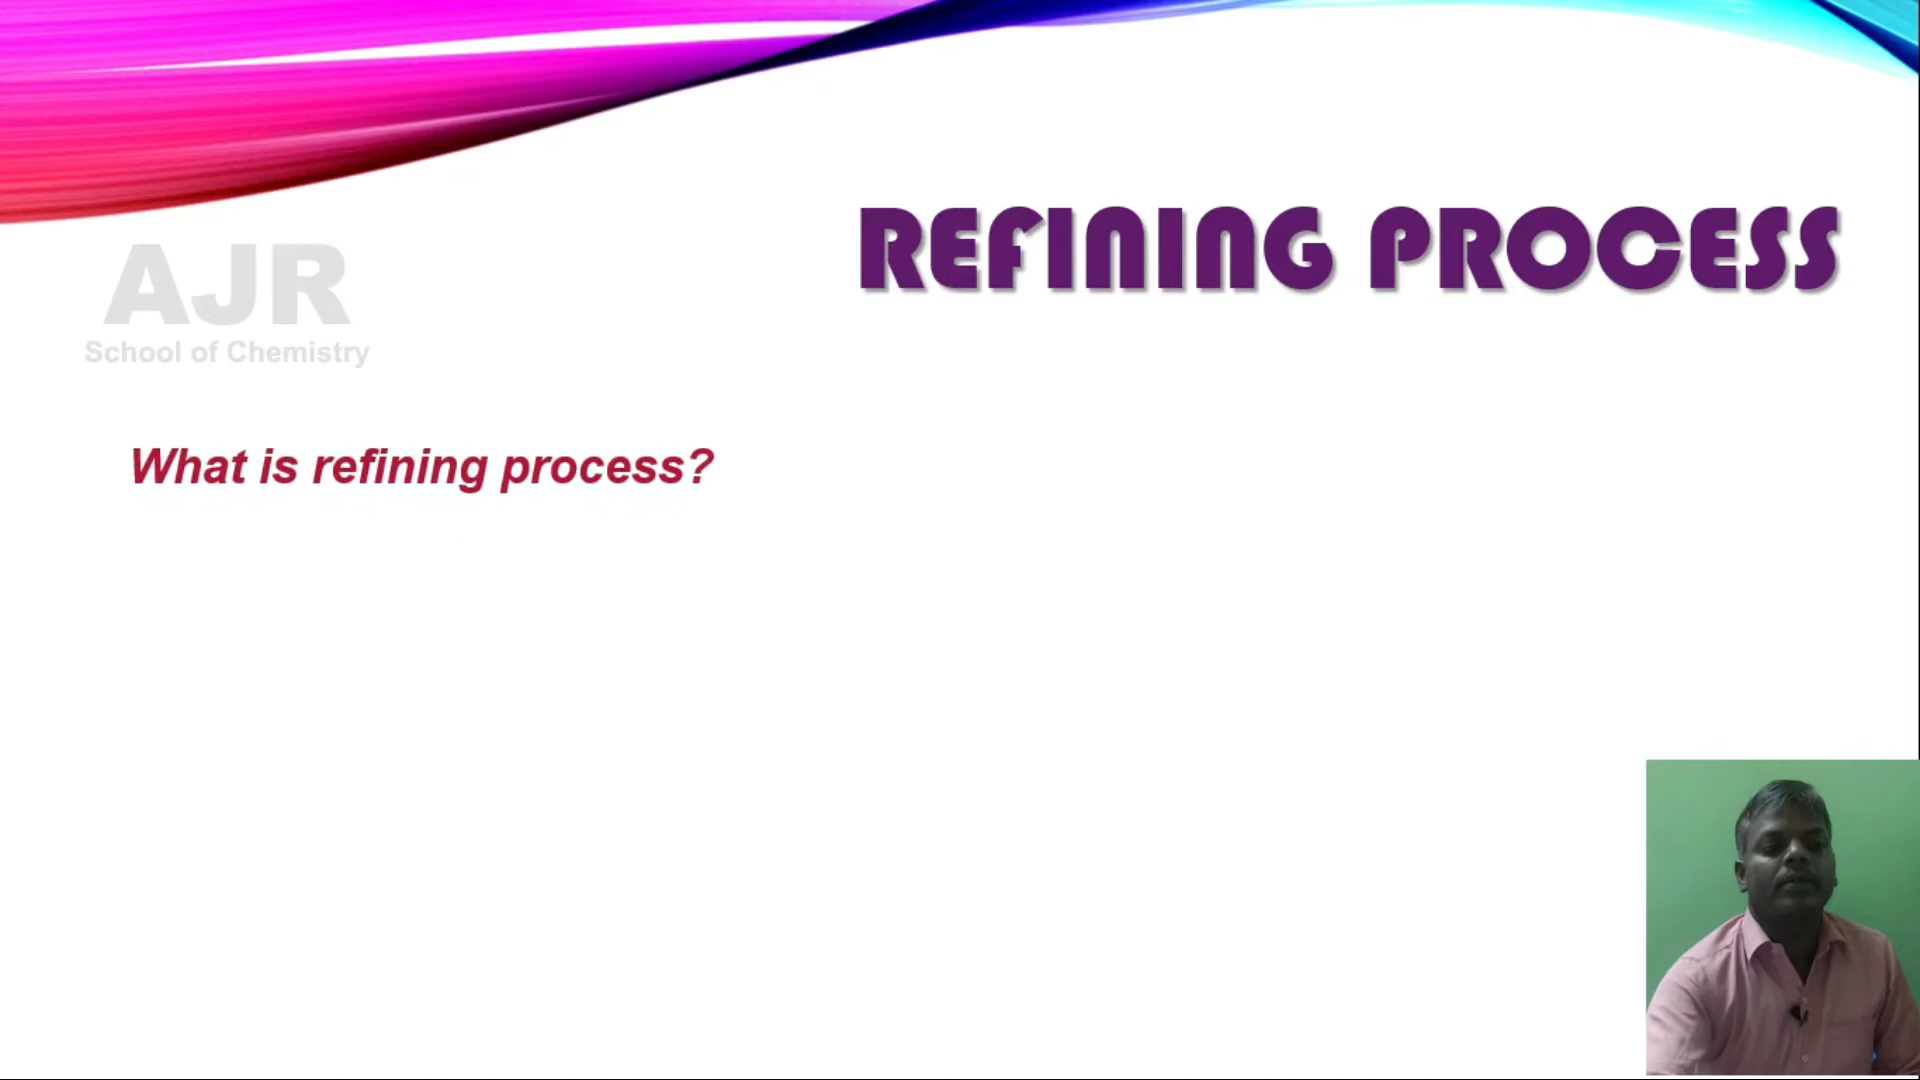 REFINING PROCESS
AJR
School of Chemistry
What is refining process?